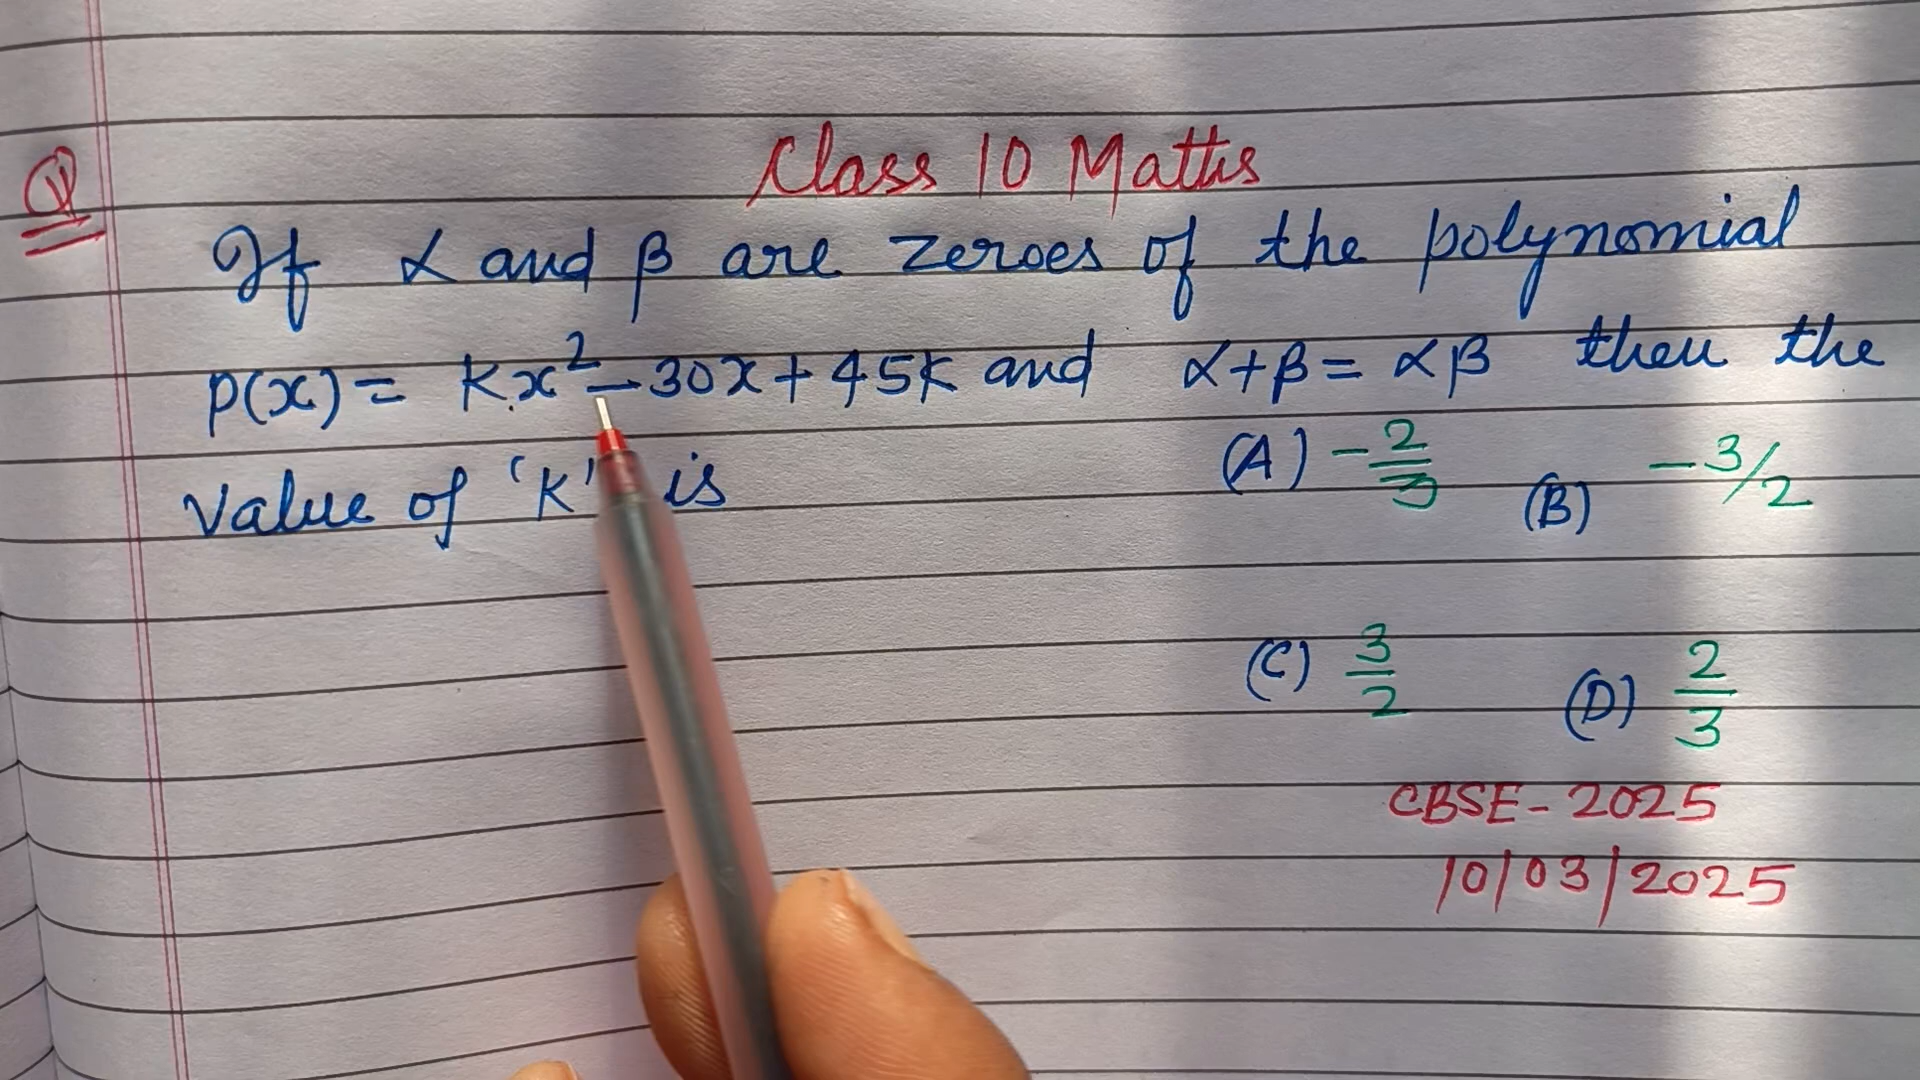 Class 10 Maths
Q
If α and β are zeroes of the polynomial
P(x) = Kx² - 30x + 45K and α+β = αβ then the
value of 'K' is
(A) -2/3 (B) -3/2
(C) 3/2 (D) 2/3
CBSE - 2025
10/03/2025